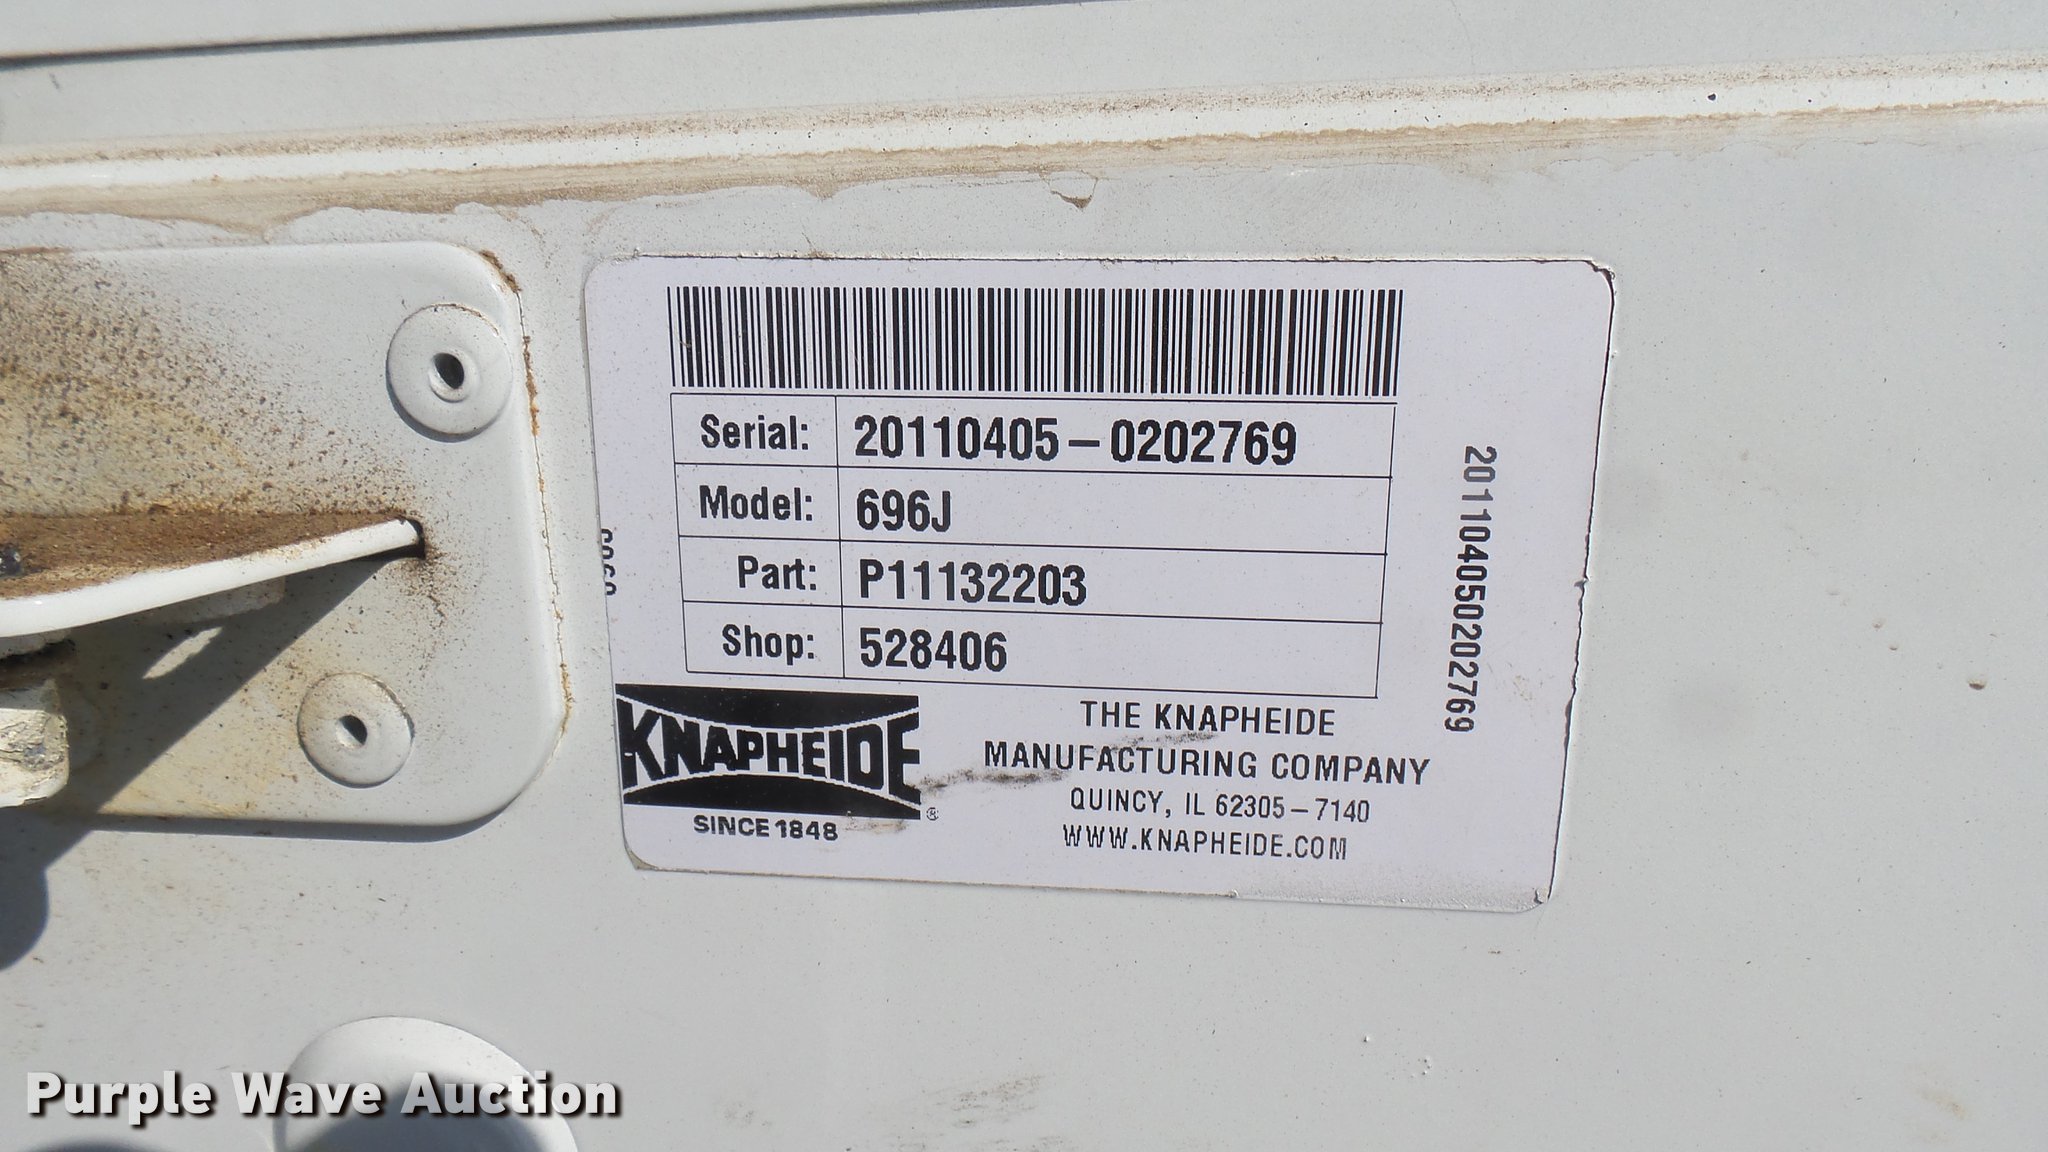 Serial: 20110405-0202769
Model: 696J
Part: P11132203
Shop: 528406
201104050202769
KNAPHEIDE®
SINCE 1848
THE KNAPHEIDE
MANUFACTURING COMPANY
QUINCY, IL 62305-7140
WWW.KNAPHEIDE.COM
Purple Wave Auction